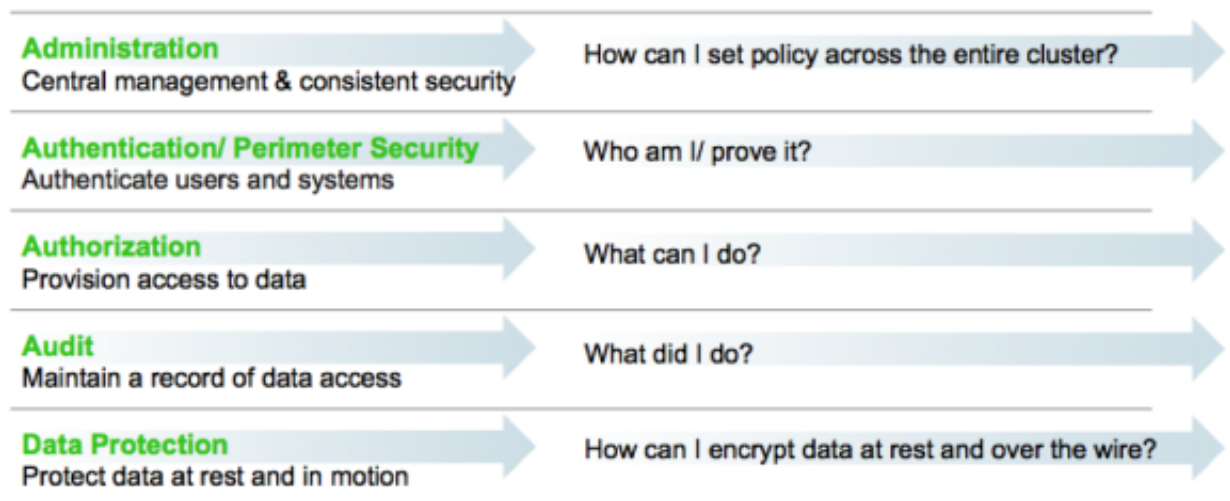 Administration
Central management & consistent security
How can I set policy across the entire cluster?
Authentication/ Perimeter Security
Authenticate users and systems
Who am I/ prove it?
Authorization
Provision access to data
What can I do?
Audit
Maintain a record of data access
What did I do?
Data Protection
Protect data at rest and in motion
How can I encrypt data at rest and over the wire?